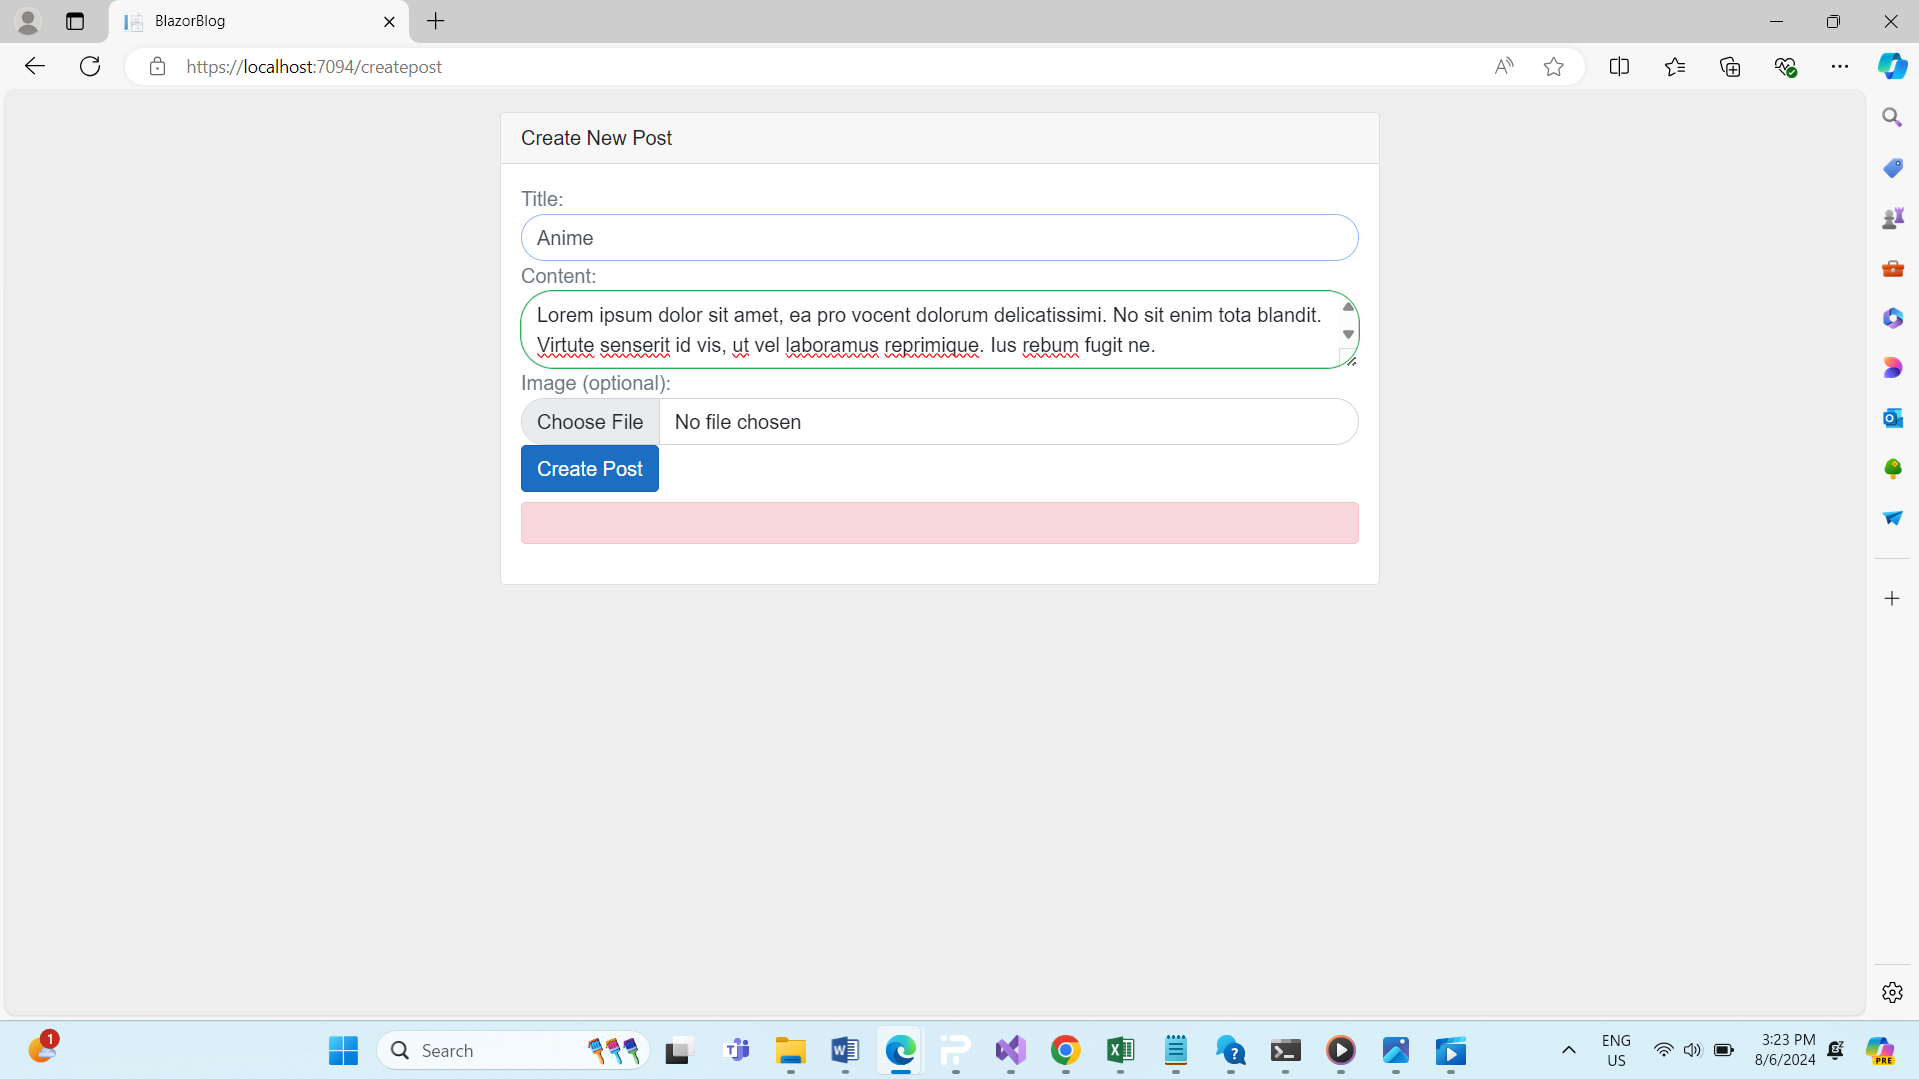 BlazorBlog
https://localhost:7094/createpost
Create New Post
Title:
Anime
Content:
Lorem ipsum dolor sit amet, ea pro vocent dolorum delicatissimi. No sit enim tota blandit.
Virtute senserit id vis, ut vel laboramus reprimique. Ius rebum fugit ne.
Image (optional):
Choose File No file chosen
Create Post
1
Search
ENG
US
3:23 PM
8/6/2024
PRE